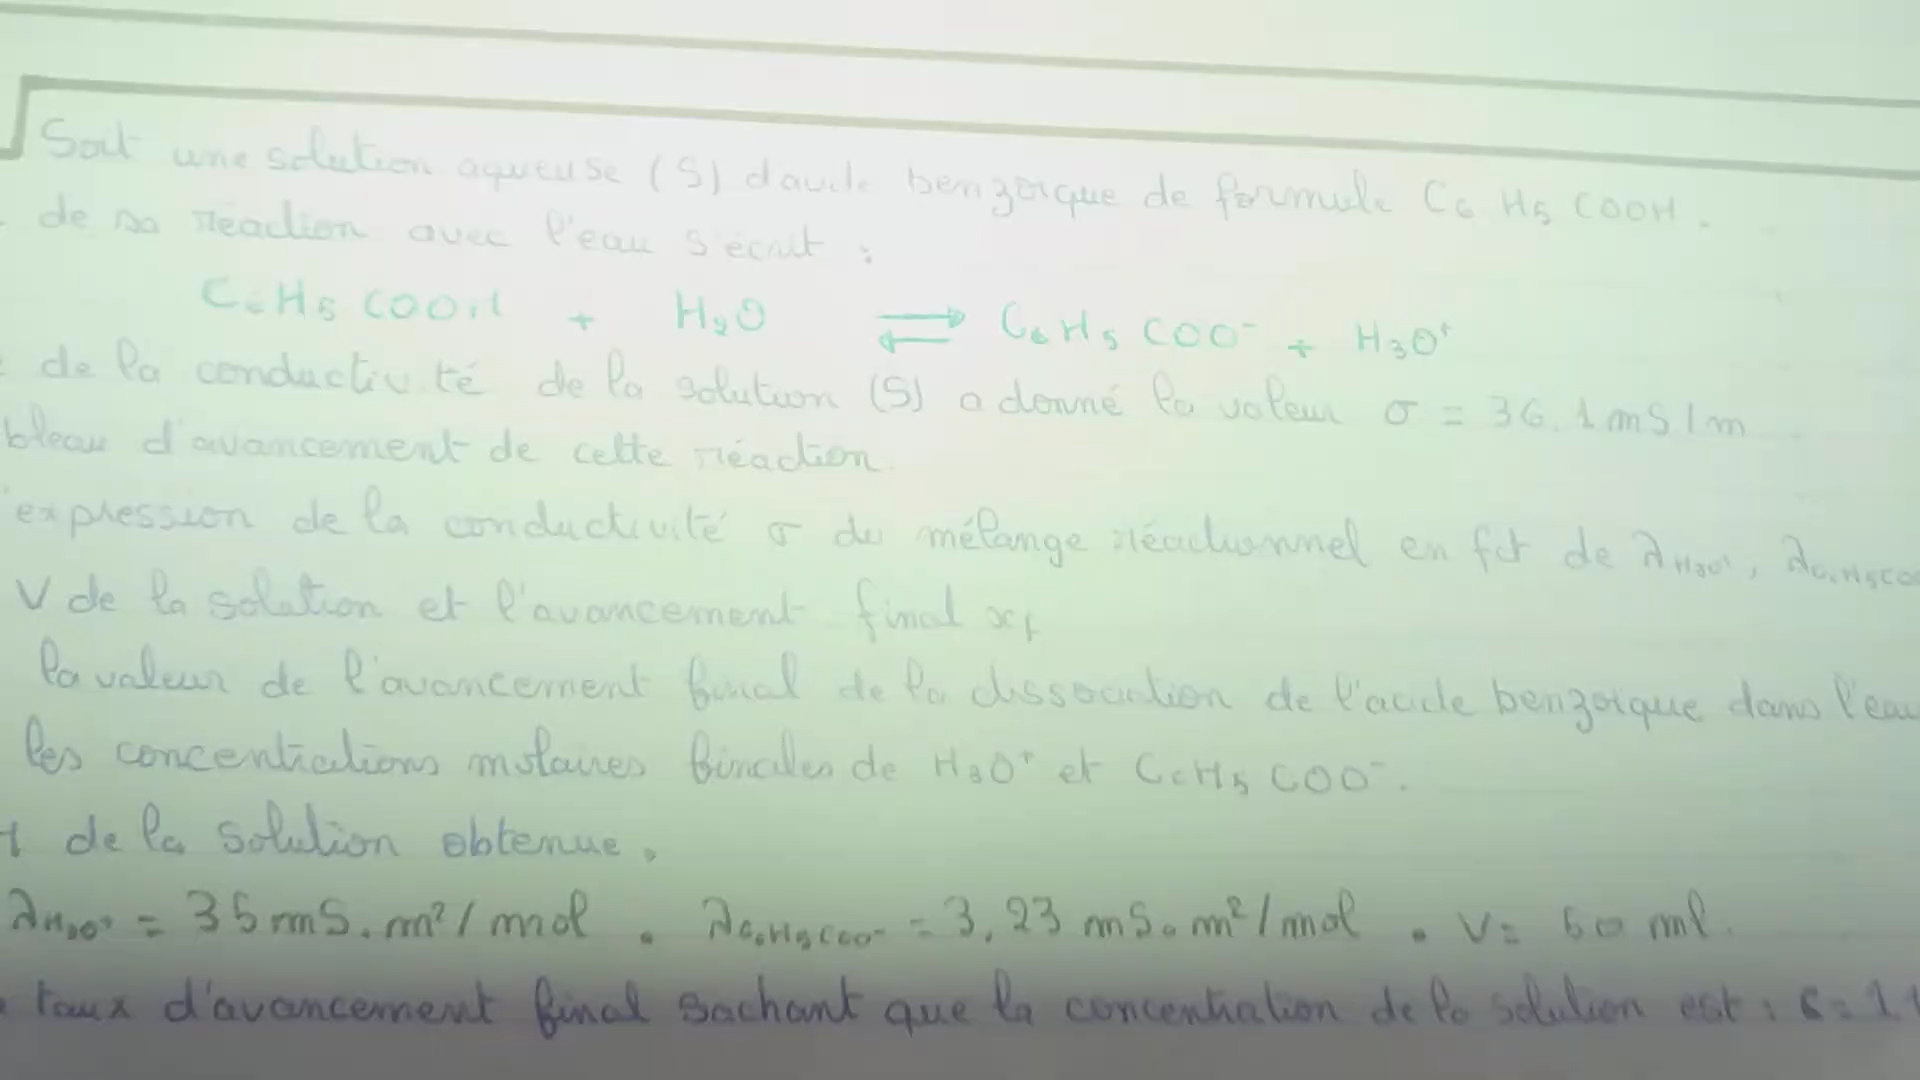 Soit une solution aqueuse (S) d'acide benzoïque de formule C6 H5 COOH.
de sa réaction avec l'eau s'écrit :
C6H5 COOH + H2O ⇌ C6H5 COO- + H3O+
de la conductivité de la solution (S) a donné la valeur σ = 36,1 mS/m
bleau d'avancement de cette réaction.
expression de la conductivité σ du mélange réactionnel en fct de λH3O+, λC6H5CO
V de la solution et l'avancement final xf
la valeur de l'avancement final de la dissociation de l'acide benzoïque dans l'eau
les concentrations molaires finales de H3O+ et C6H5 COO-.
de la solution obtenue.
λH3O+ = 35 mS.m²/mol . λC6H5COO- = 3,23 mS.m²/mol . V= 50 ml.
taux d'avancement final sachant que la concentration de la solution est :